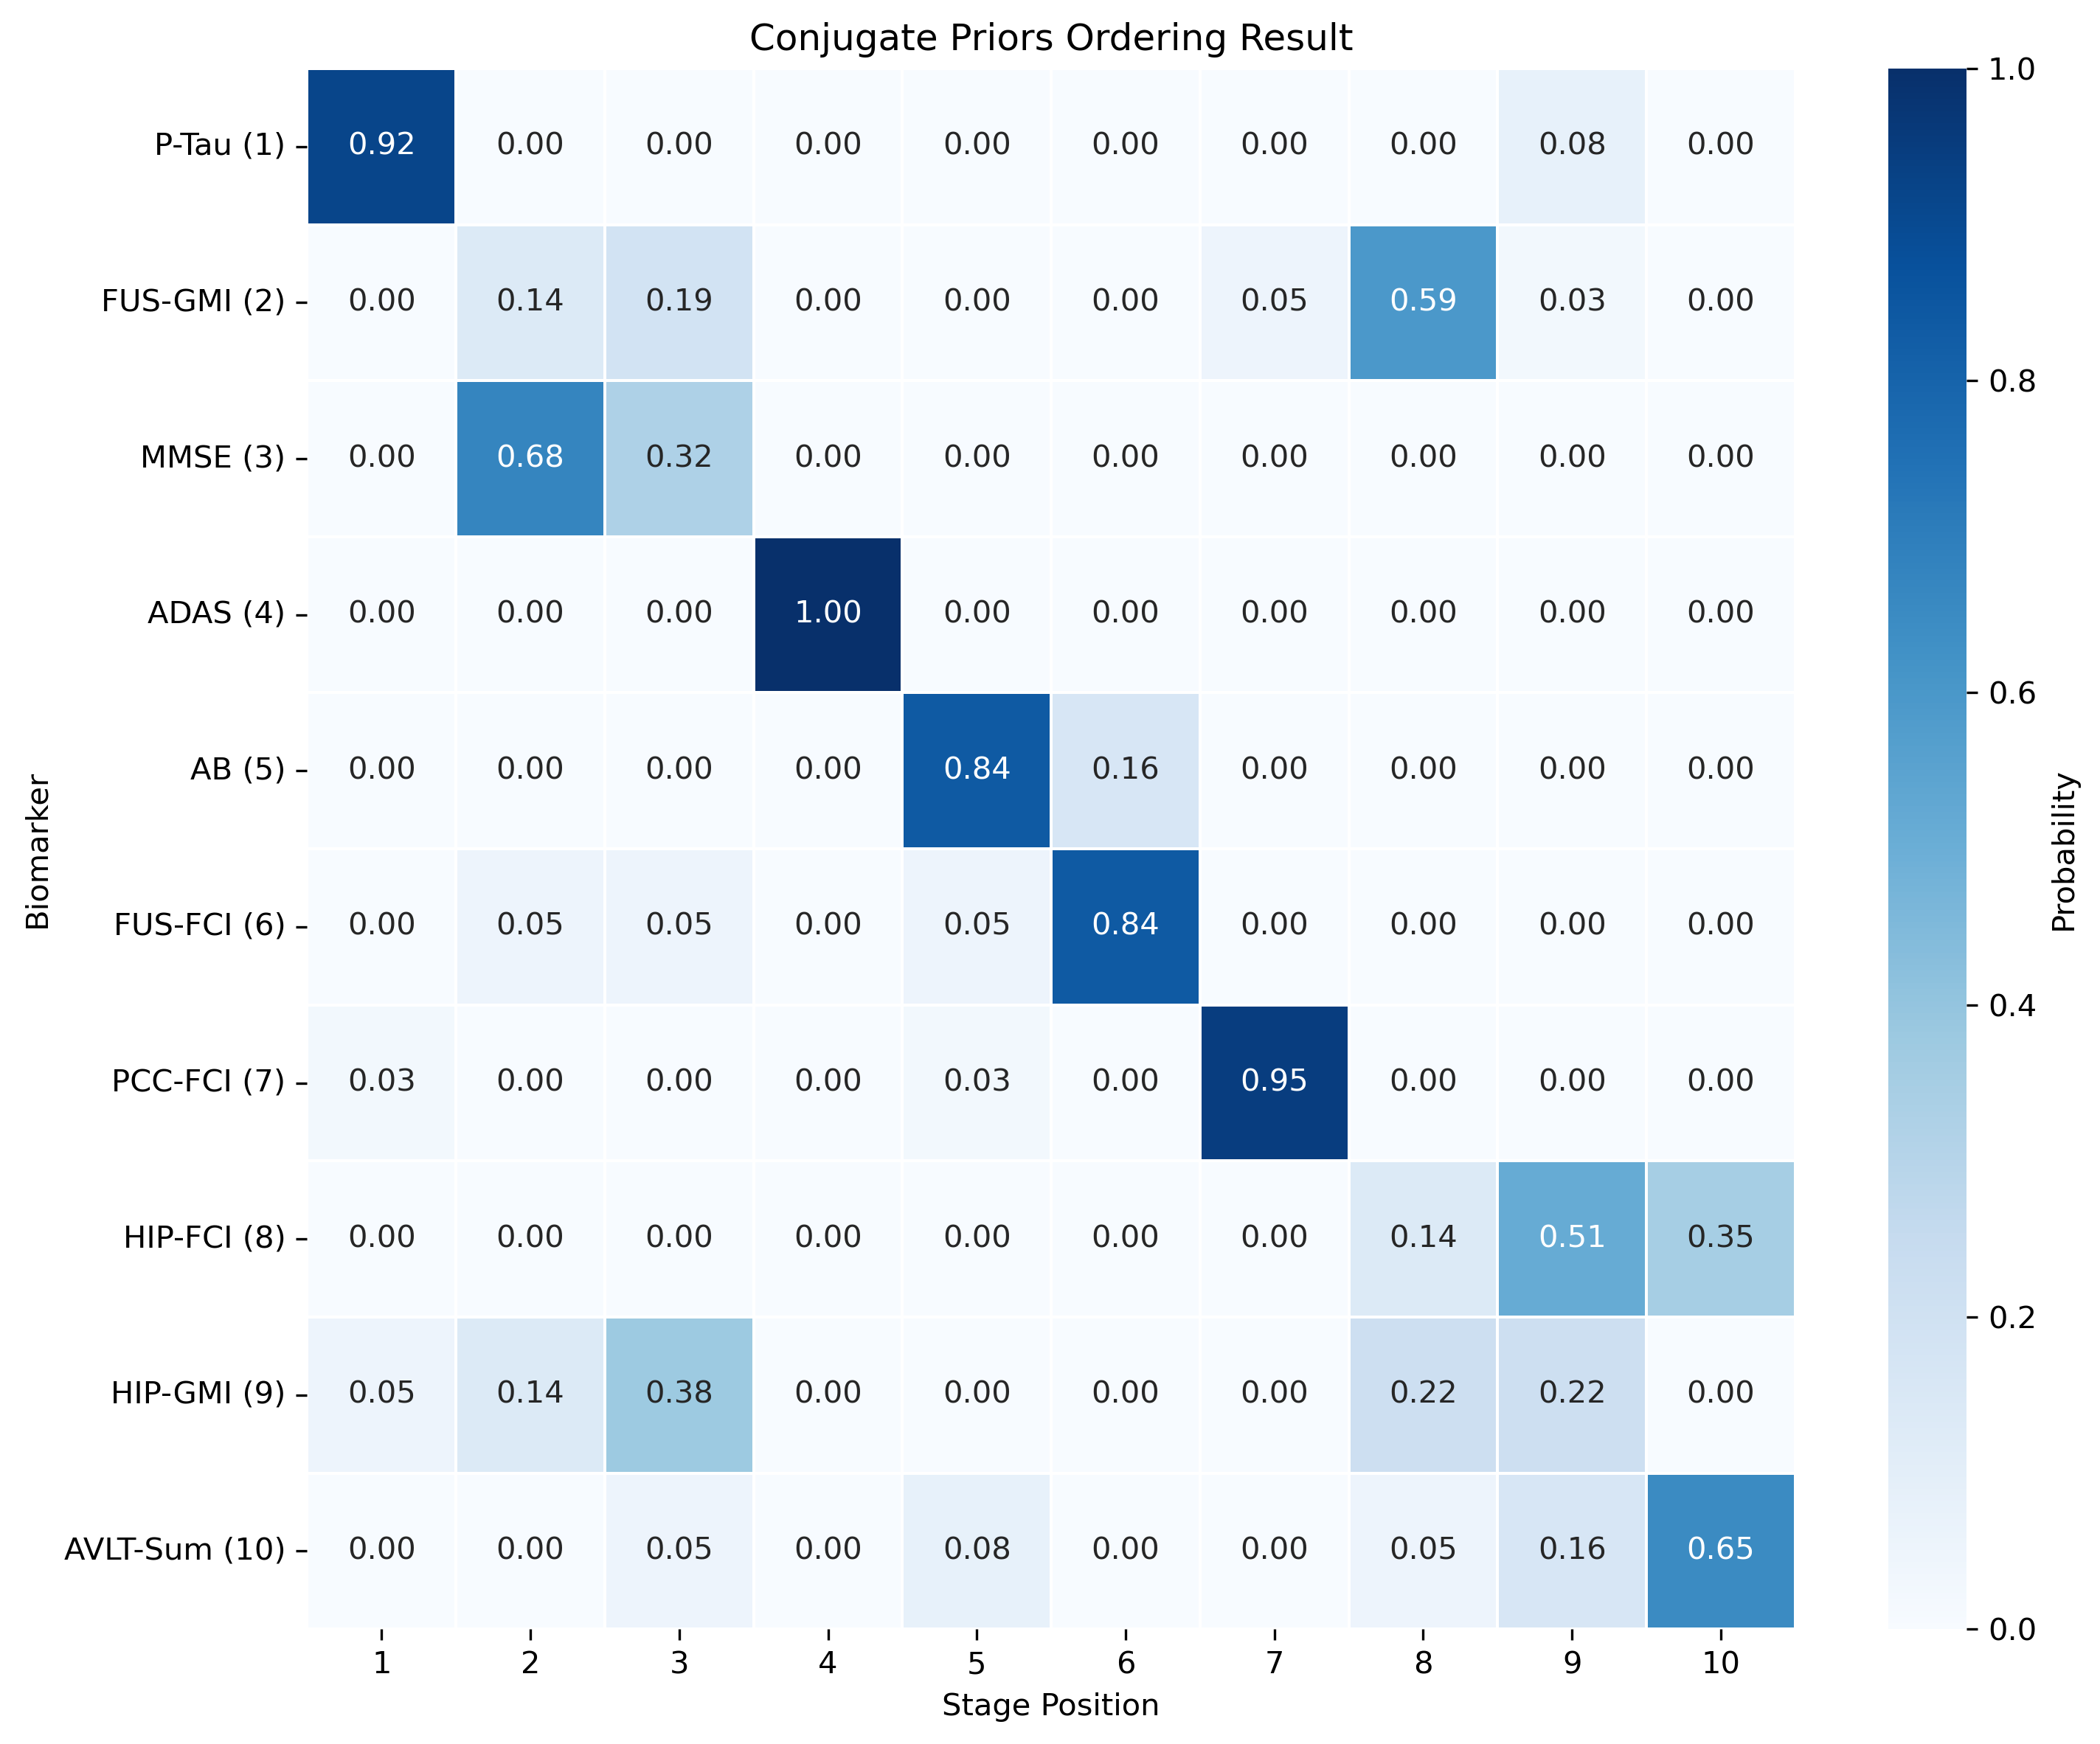 Conjugate Priors Ordering Result
P-Tau (1) 0.92 0.00 0.00 0.00 0.00 0.00 0.00 0.00 0.08 0.00
FUS-GMI (2) 0.00 0.14 0.19 0.00 0.00 0.00 0.05 0.59 0.03 0.00
MMSE (3) 0.00 0.68 0.32 0.00 0.00 0.00 0.00 0.00 0.00 0.00
ADAS (4) 0.00 0.00 0.00 1.00 0.00 0.00 0.00 0.00 0.00 0.00
AB (5) 0.00 0.00 0.00 0.00 0.84 0.16 0.00 0.00 0.00 0.00
FUS-FCI (6) 0.00 0.05 0.05 0.00 0.05 0.84 0.00 0.00 0.00 0.00
PCC-FCI (7) 0.03 0.00 0.00 0.00 0.03 0.00 0.95 0.00 0.00 0.00
HIP-FCI (8) 0.00 0.00 0.00 0.00 0.00 0.00 0.00 0.14 0.51 0.35
HIP-GMI (9) 0.05 0.14 0.38 0.00 0.00 0.00 0.00 0.22 0.22 0.00
AVLT-Sum (10) 0.00 0.00 0.05 0.00 0.08 0.00 0.00 0.05 0.16 0.65
1 2 3 4 5 6 7 8 9 10
Stage Position
Biomarker
1.0
0.8
0.6
0.4
0.2
0.0
Probability